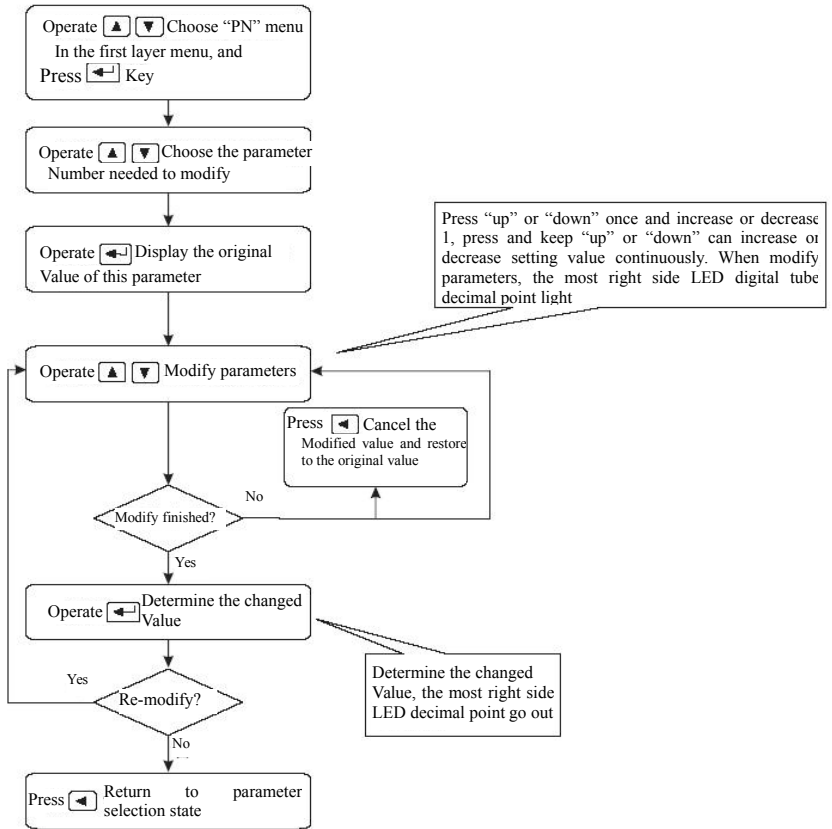 Operate ▲ ▼ Choose “PN” menu
In the first layer menu, and
Press ↵ Key
Operate ▲ ▼ Choose the parameter
Number needed to modify
Operate ↵ Display the original
Value of this parameter
Press “up” or “down” once and increase or decrease
1, press and keep “up” or “down” can increase or
decrease setting value continuously. When modify
parameters, the most right side LED digital tube
decimal point light
Operate ▲ ▼ Modify parameters
Press ◄ Cancel the
Modified value and restore
to the original value
No
Modify finished?
Yes
Operate ↵ Determine the changed
Value
Determine the changed
Value, the most right side
LED decimal point go out
Yes
Re-modify?
No
Press ◄ Return to parameter
selection state